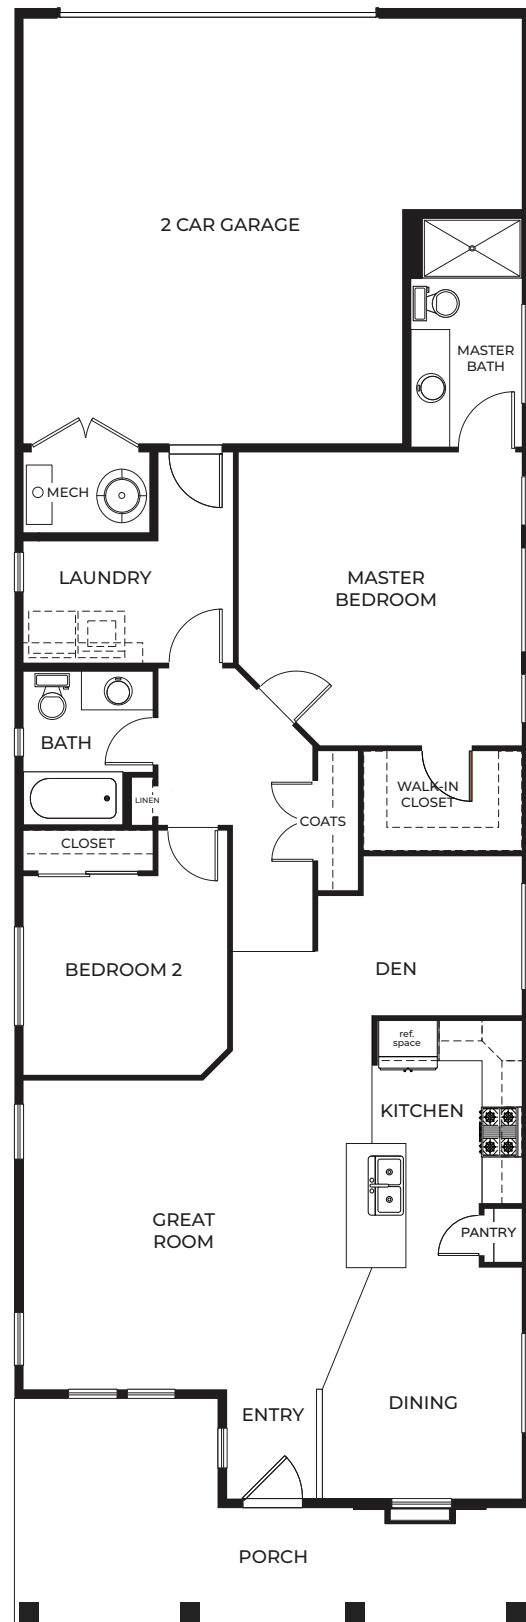 2 CAR GARAGE
MASTER
BATH
MECH
LAUNDRY
MASTER
BEDROOM
BATH
WALK-IN
CLOSET
LINEN
COATS
CLOSET
BEDROOM 2
DEN
ref.
space
KITCHEN
GREAT
ROOM
PANTRY
DINING
ENTRY
PORCH